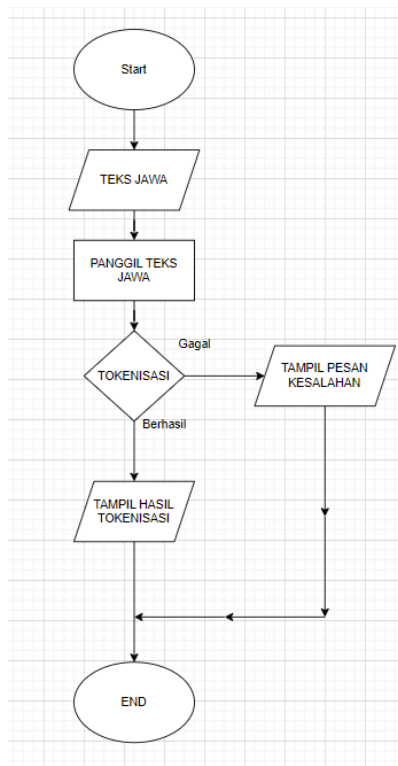 Start
TEKS JAWA
PANGGIL TEKS
JAWA
Gagal
TOKENISASI
TAMPIL PESAN
KESALAHAN
Berhasil
TAMPIL HASIL
TOKENISASI
END